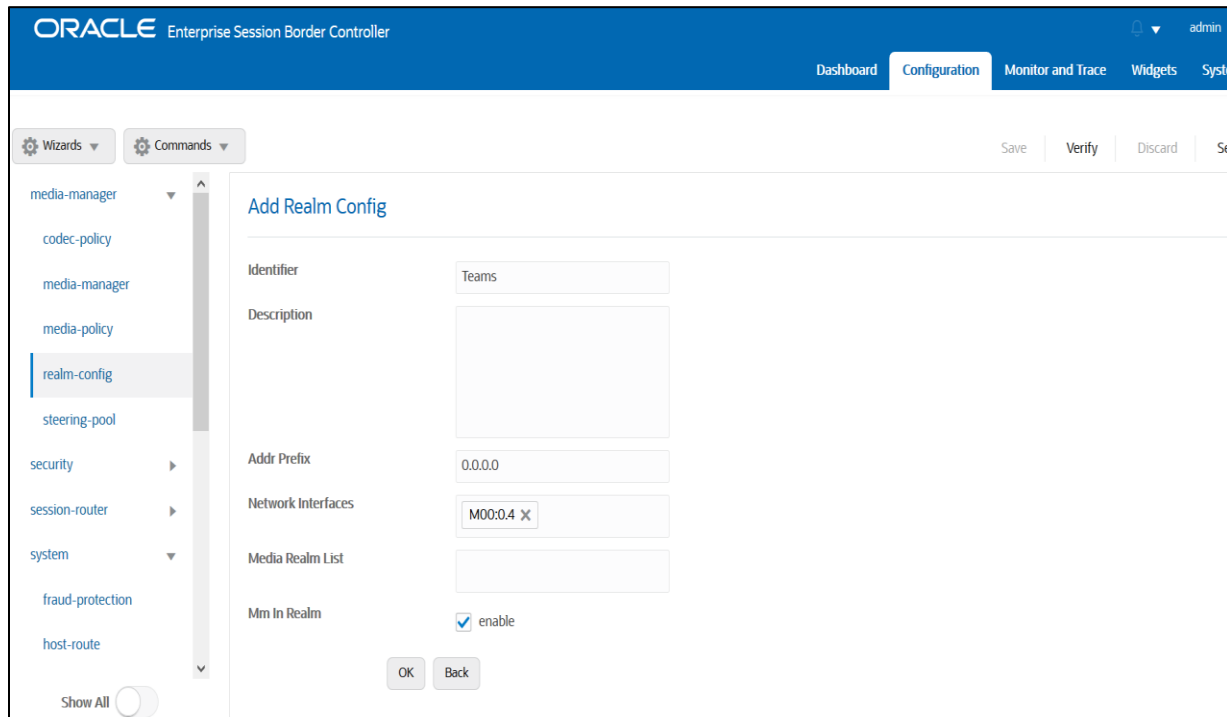 ORACLE Enterprise Session Border Controller
admin
Dashboard Configuration Monitor and Trace Widgets Syst
Wizards Commands
Save Verify Discard Se
media-manager
codec-policy
media-manager
media-policy
realm-config
steering-pool
security
session-router
system
fraud-protection
host-route
Show All
Add Realm Config
Identifier Teams
Description
Addr Prefix 0.0.0.0
Network Interfaces M00:0.4
Media Realm List
Mm In Realm enable
OK Back